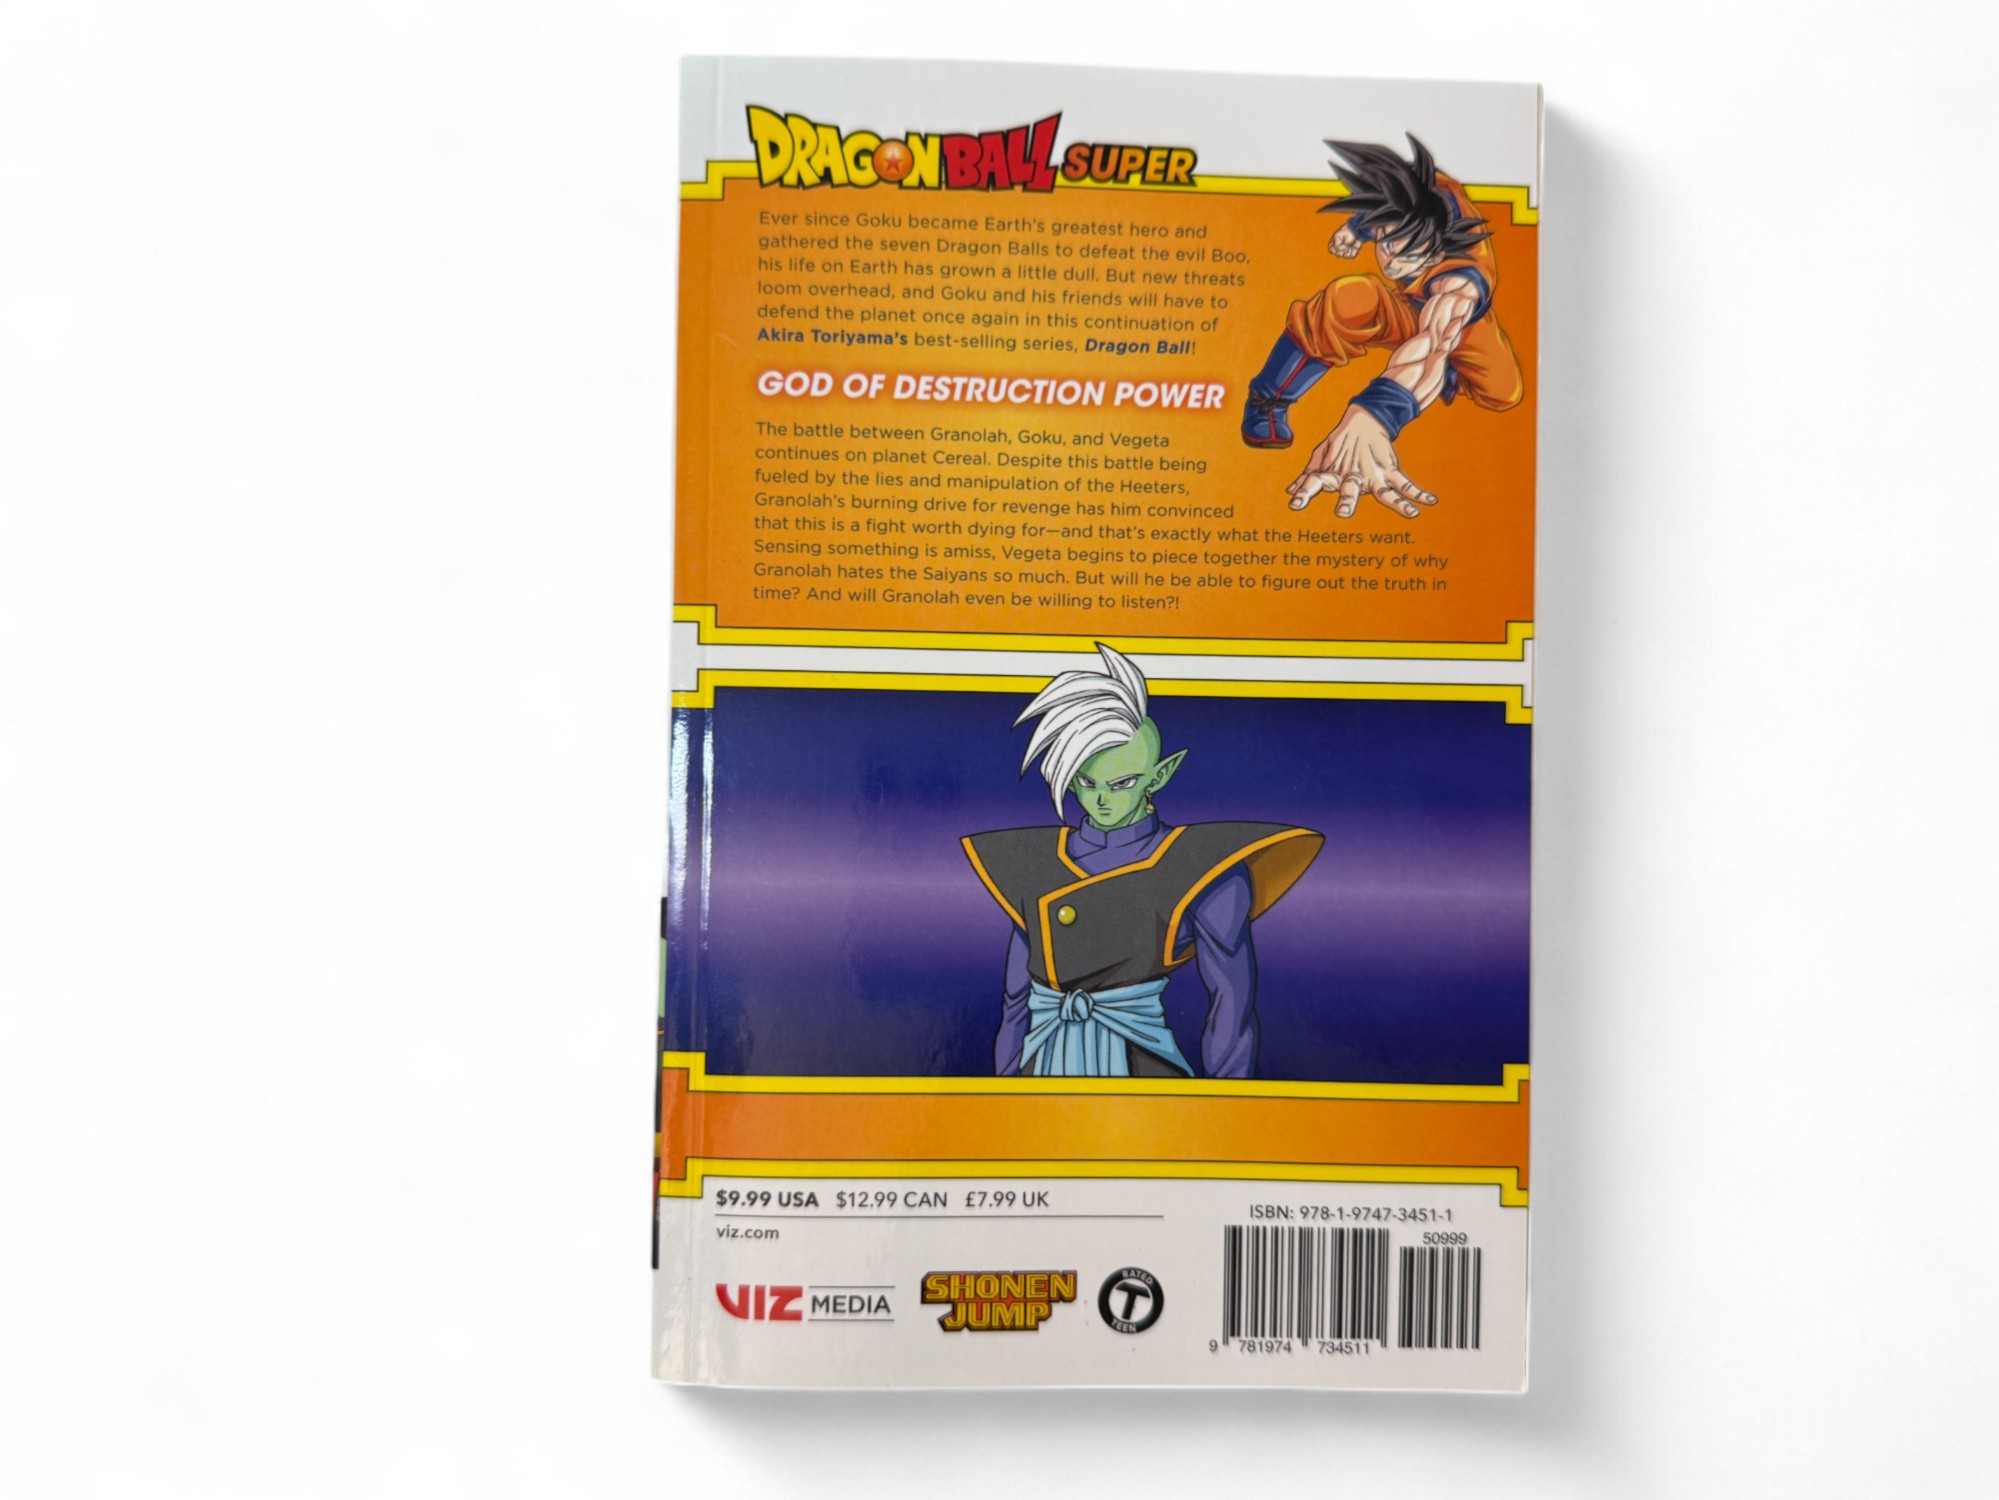 DRAGON BALL SUPER
Ever since Goku became Earth's greatest hero and
gathered the seven Dragon Balls to defeat the evil Boo,
his life on Earth has grown a little dull. But new threats
loom overhead, and Goku and his friends will have to
defend the planet once again in this continuation of
Akira Toriyama's best-selling series, Dragon Ball!
GOD OF DESTRUCTION POWER
The battle between Granolah, Goku, and Vegeta
continues on planet Cereal. Despite this battle being
fueled by the lies and manipulation of the Heeters,
Granolah's burning drive for revenge has him convinced
that this is a fight worth dying for—and that's exactly what the Heeters want.
Sensing something is amiss, Vegeta begins to piece together the mystery of why
Granolah hates the Saiyans so much. But will he be able to figure out the truth in
time? And will Granolah even be willing to listen?!
$9.99 USA $12.99 CAN £7.99 UK
viz.com
VIZ MEDIA
SHONEN
JUMP
RATED
T
TEEN
ISBN: 978-1-9747-3451-1
50999
9 781974 734511